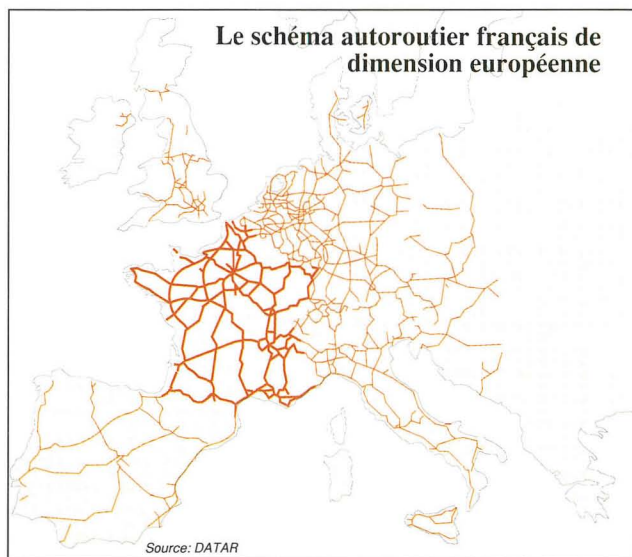 Le schéma autoroutier français de
dimension européenne
Source: DATAR